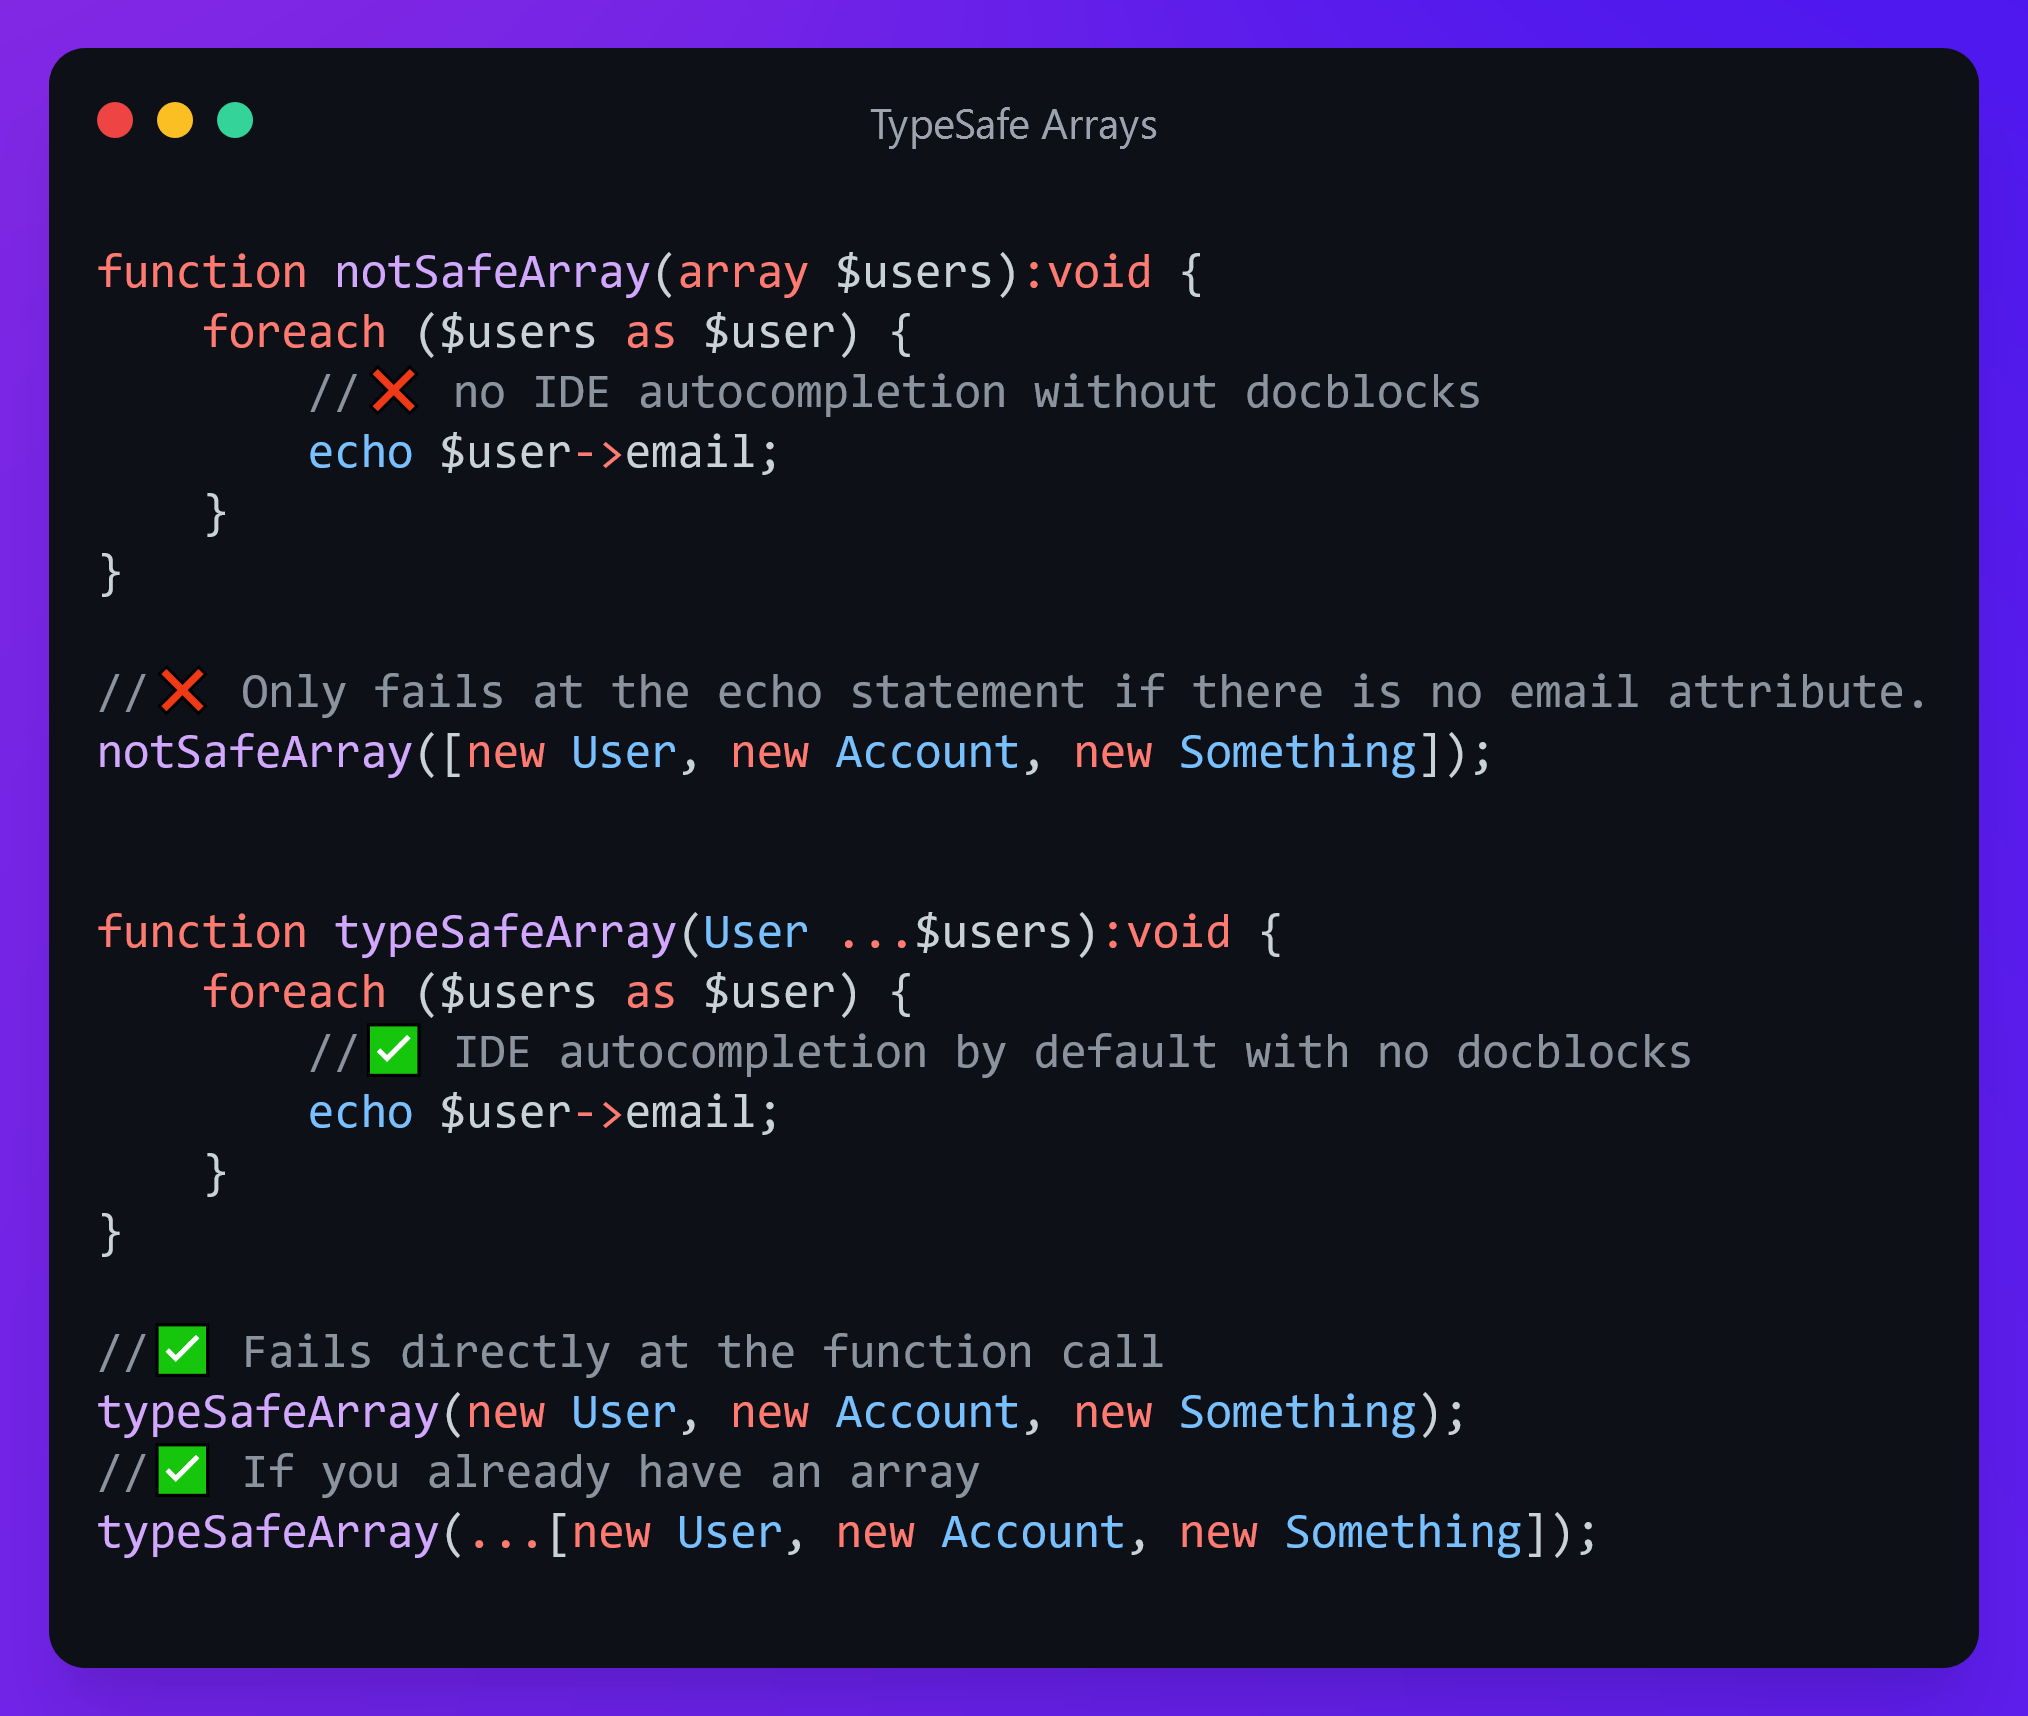 TypeSafe Arrays
function notSafeArray(array $users):void {
    foreach ($users as $user) {
        //❌ no IDE autocompletion without docblocks
        echo $user->email;
    }
}
//❌ Only fails at the echo statement if there is no email attribute.
notSafeArray([new User, new Account, new Something]);
function typeSafeArray(User ...$users):void {
    foreach ($users as $user) {
        //✅ IDE autocompletion by default with no docblocks
        echo $user->email;
    }
}
//✅ Fails directly at the function call
typeSafeArray(new User, new Account, new Something);
//✅ If you already have an array
typeSafeArray(...[new User, new Account, new Something]);